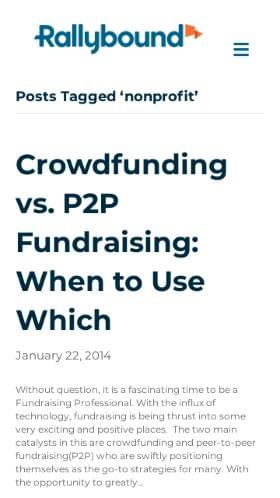 Rallybound
Posts Tagged ‘nonprofit’
Crowdfunding
vs. P2P
Fundraising:
When to Use
Which
January 22, 2014
Without question, it is a fascinating time to be a
Fundraising Professional. With the influx of
technology, fundraising is being thrust into some
very exciting and positive places.  The two main
catalysts in this are crowdfunding and peer-to-peer
fundraising(P2P) who are swiftly positioning
themselves as the go-to strategies for many. With
the opportunity to greatly...